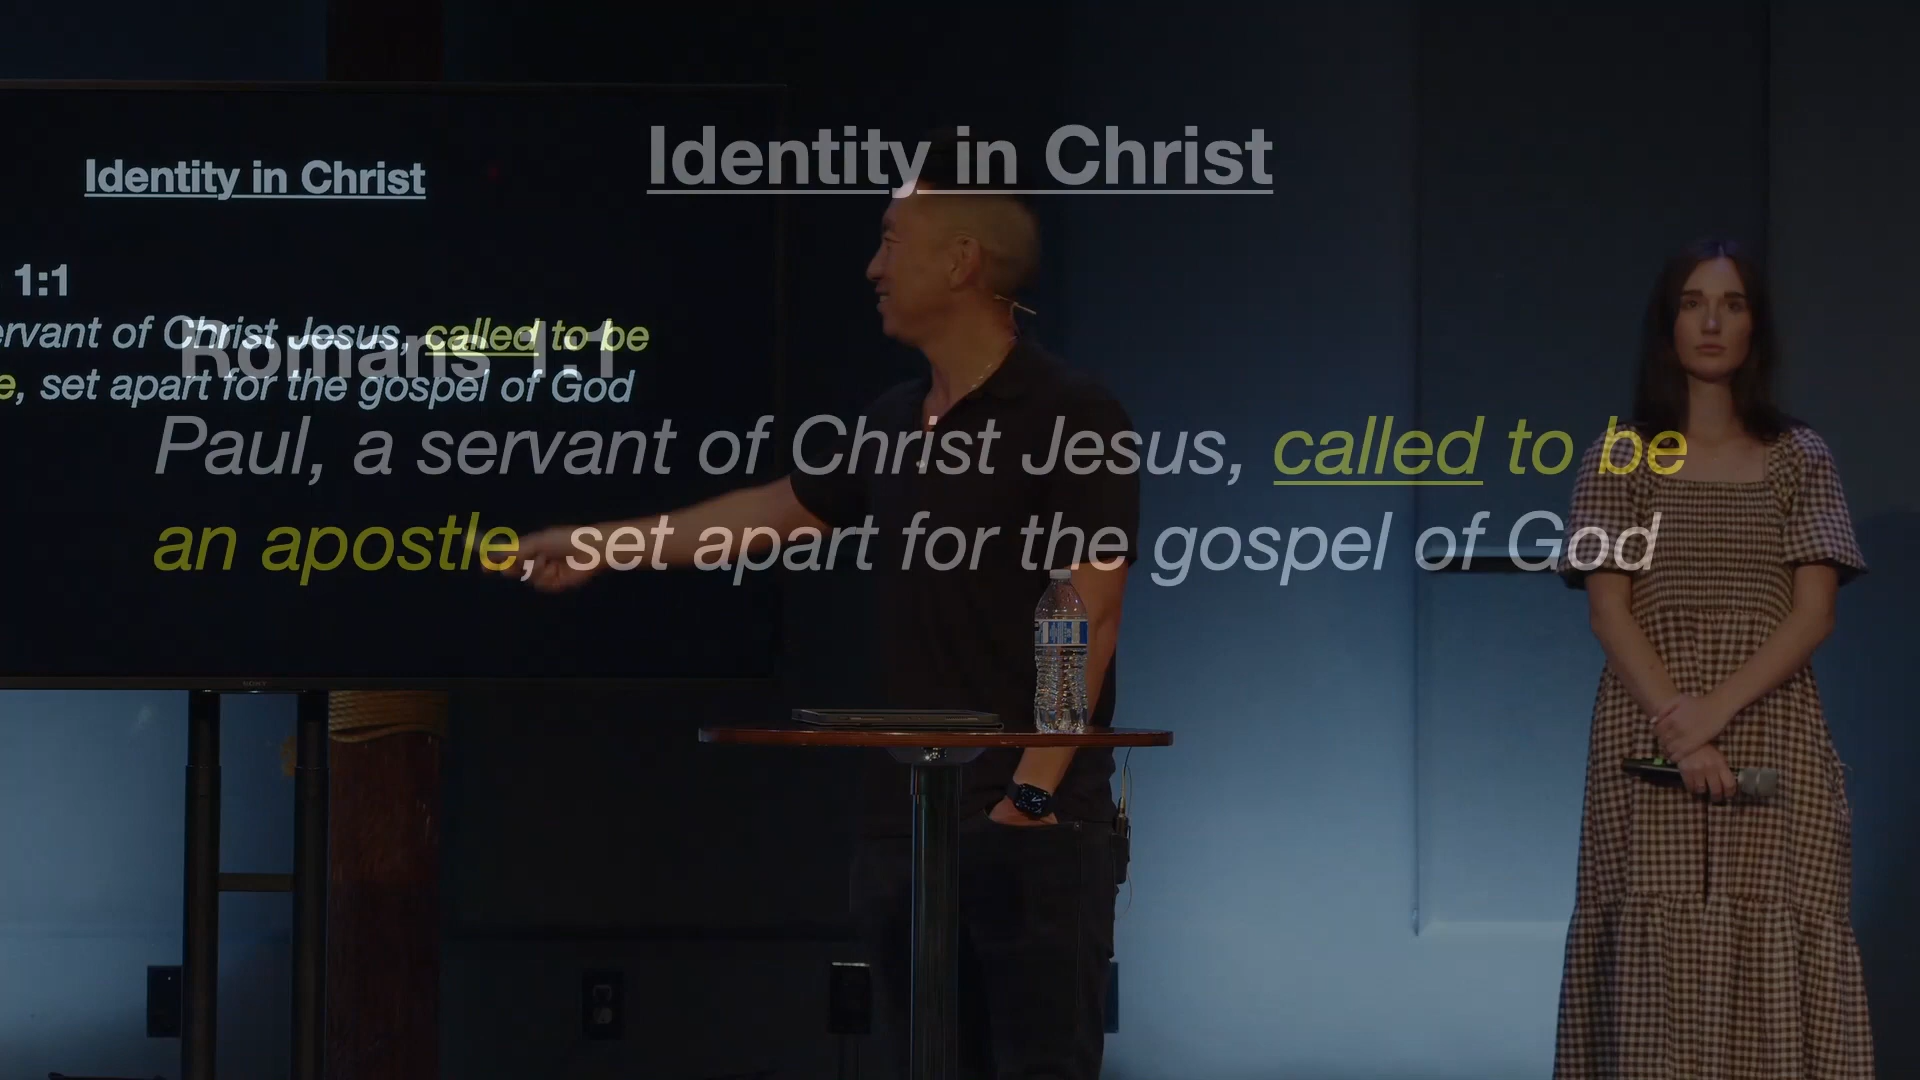 Identity in Christ
1:1
ervant of Christ Jesus, called to be
e, set apart for the gospel of God
SONY
Identity in Christ
Romans 1:1
Paul, a servant of Christ Jesus, called to be
an apostle, set apart for the gospel of God